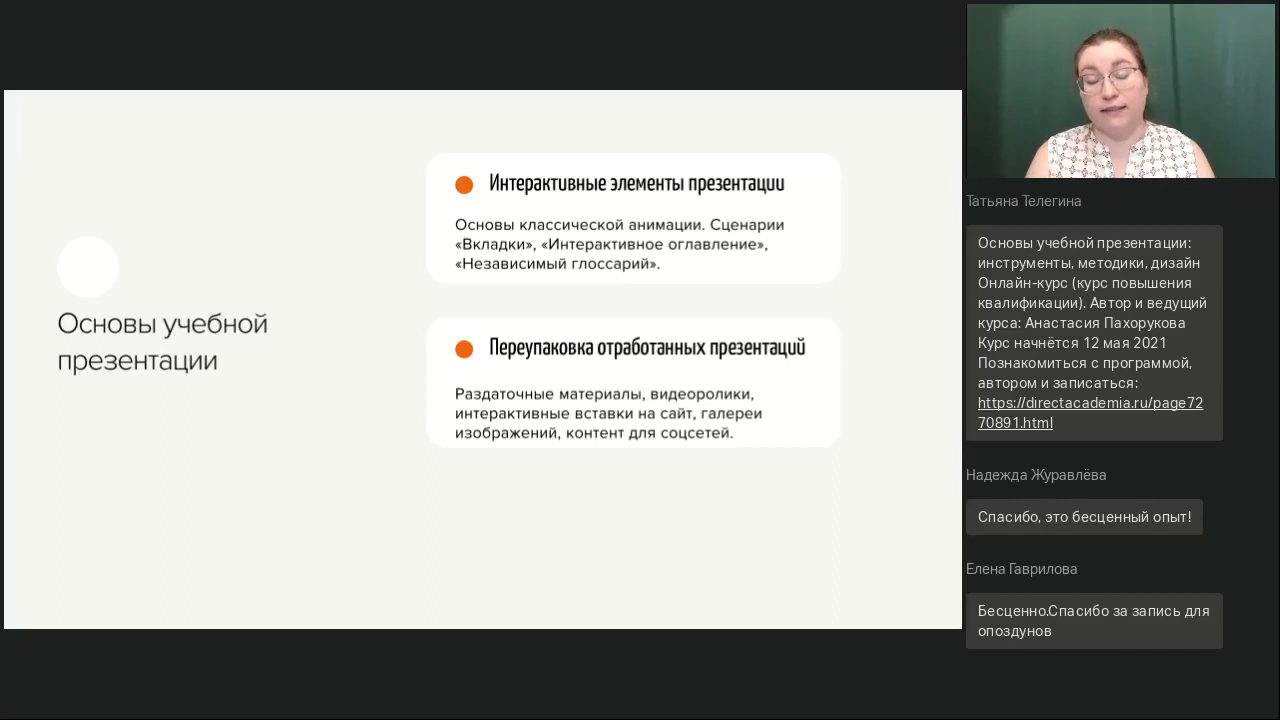 Основы учебной
презентации
Интерактивные элементы презентации
Основы классической анимации. Сценарии
«Вкладки», «Интерактивное оглавление»,
«Независимый глоссарий».
Переупаковка отработанных презентаций
Раздаточные материалы, видеоролики,
интерактивные вставки на сайт, галереи
изображений, контент для соцсетей.
Татьяна Телегина
Основы учебной презентации:
инструменты, методики, дизайн
Онлайн-курс (курс повышения
квалификации). Автор и ведущий
курса: Анастасия Пахорукова
Курс начнётся 12 мая 2021
Познакомиться с программой,
автором и записаться:
https://directacademia.ru/page72
70891.html
Надежда Журавлёва
Спасибо, это бесценный опыт!
Елена Гаврилова
Бесценно.Спасибо за запись для
опоздунов